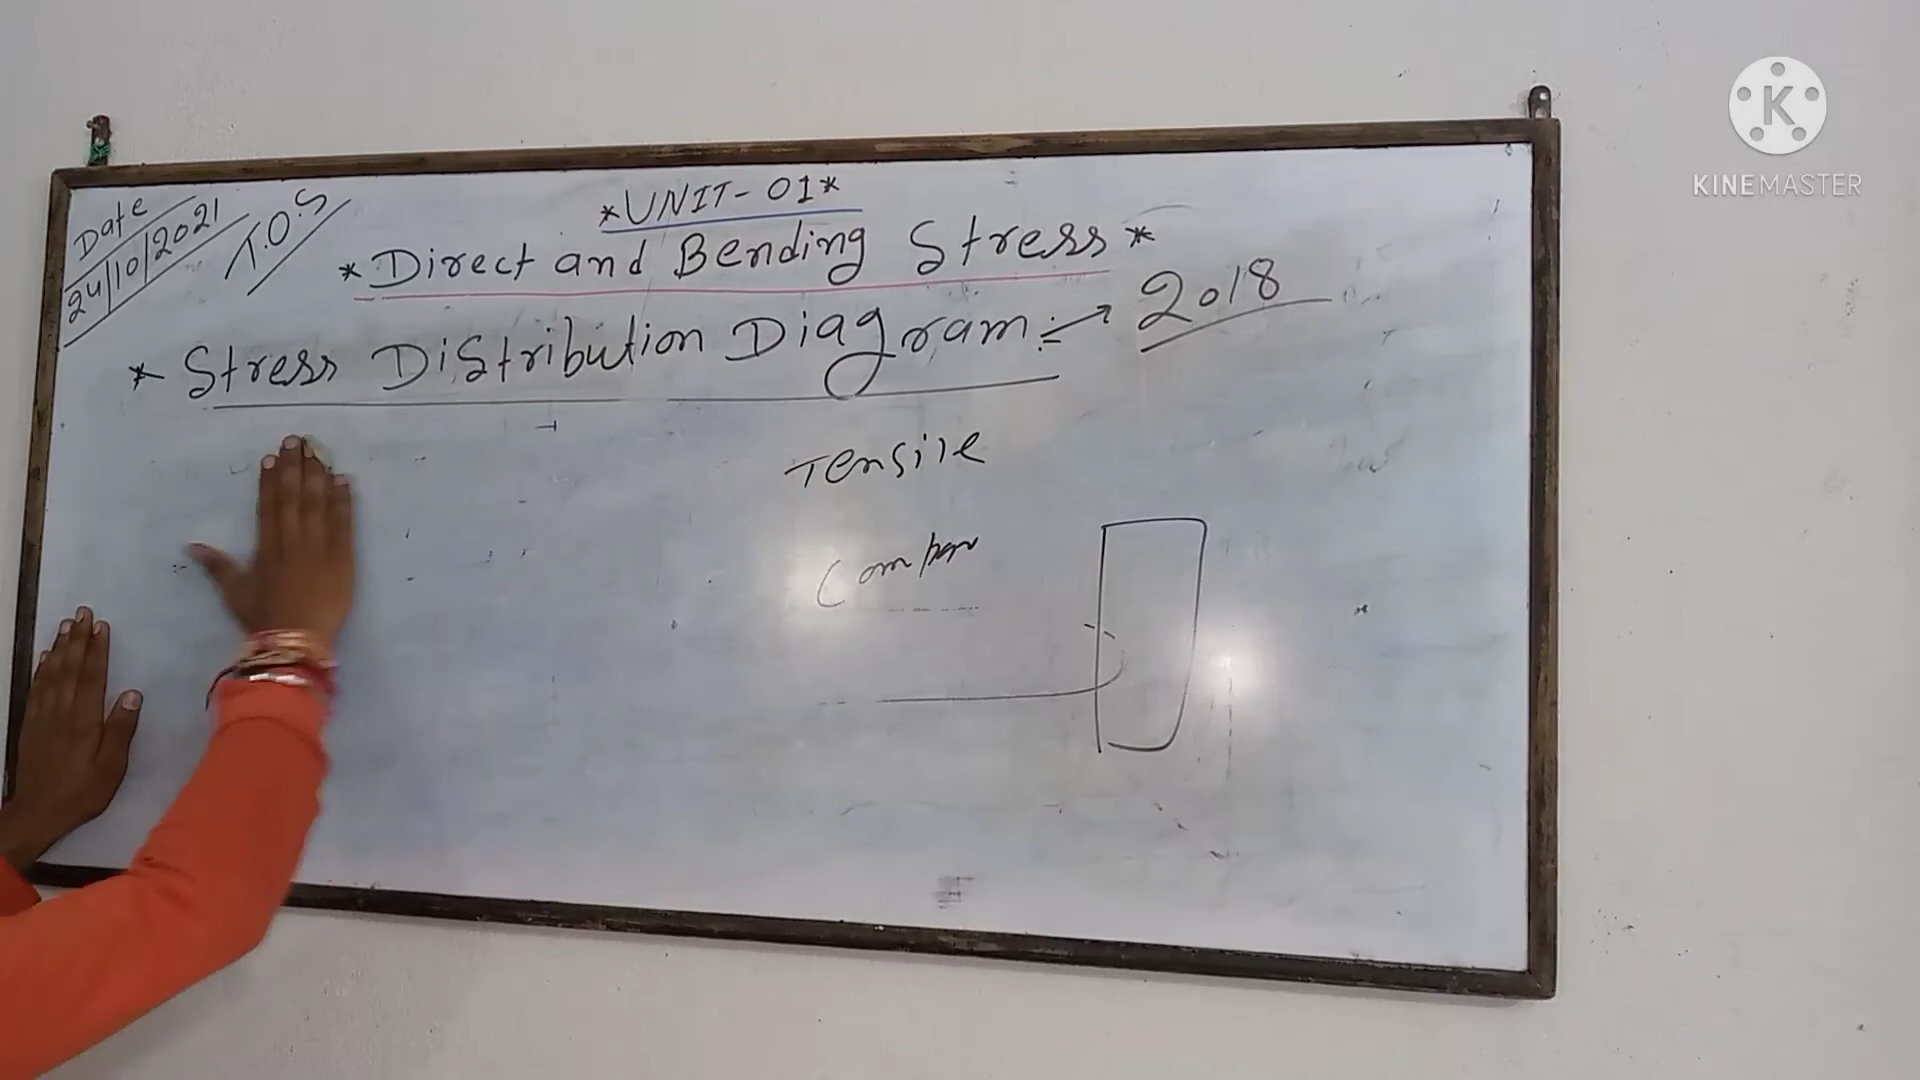 Date
24/10/2021
T.O.S
*UNIT-01*
*Direct and Bending Stress*
* Stress DiStribution Diagram :- → 2018
Tensile
KINEMASTER